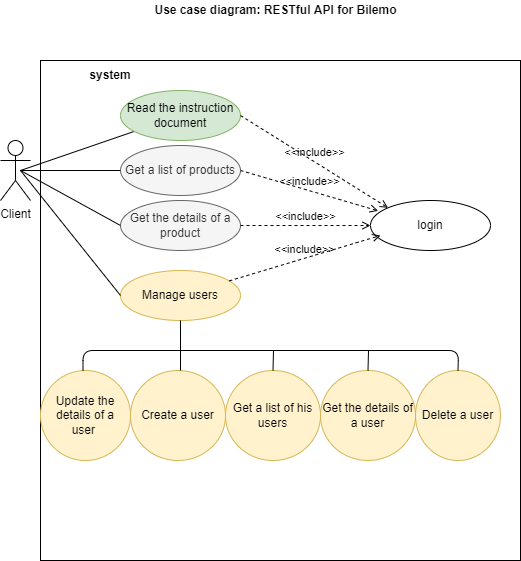 Use case diagram: RESTful API for Bilemo
system
Read the instruction
document
<<include>>
Get a list of products
<<include>>
Client
Get the details of a
product
<<include>>
login
<<include>>
Manage users
Update the
details of a
user
Create a user
Get a list of his
users
Get the details of
a user
Delete a user